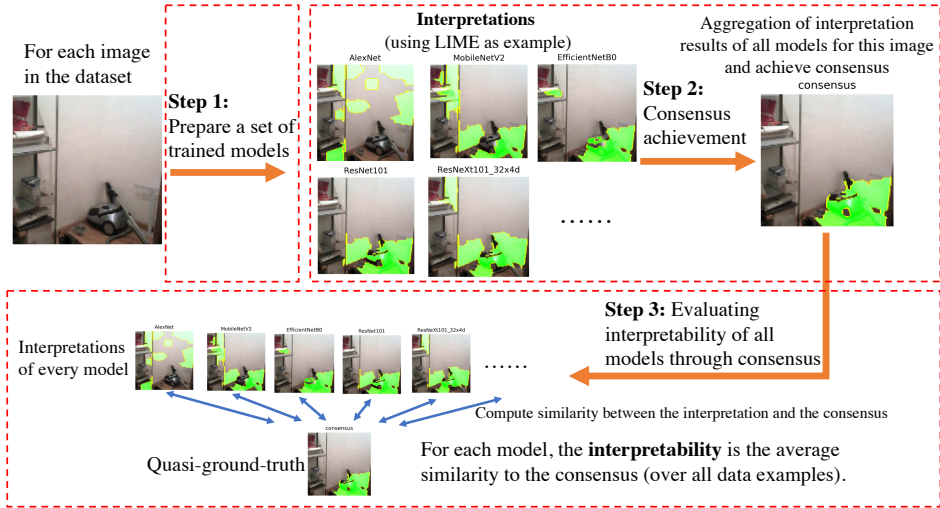 For each image
in the dataset
Step 1:
Prepare a set of
trained models
Interpretations
(using LIME as example)
AlexNet
MobileNetV2
EfficientNetB0
ResNet101
ResNeXt101_32x4d
......
Step 2:
Consensus
achievement
Aggregation of interpretation
results of all models for this image
and achieve consensus
consensus
Step 3: Evaluating
interpretability of all
models through consensus
Interpretations
of every model
AlexNet
MobileNetV2
EfficientNetB0
ResNet101
ResNeXt101_32x4d
......
Compute similarity between the interpretation and the consensus
consensus
Quasi-ground-truth
For each model, the interpretability is the average
similarity to the consensus (over all data examples).